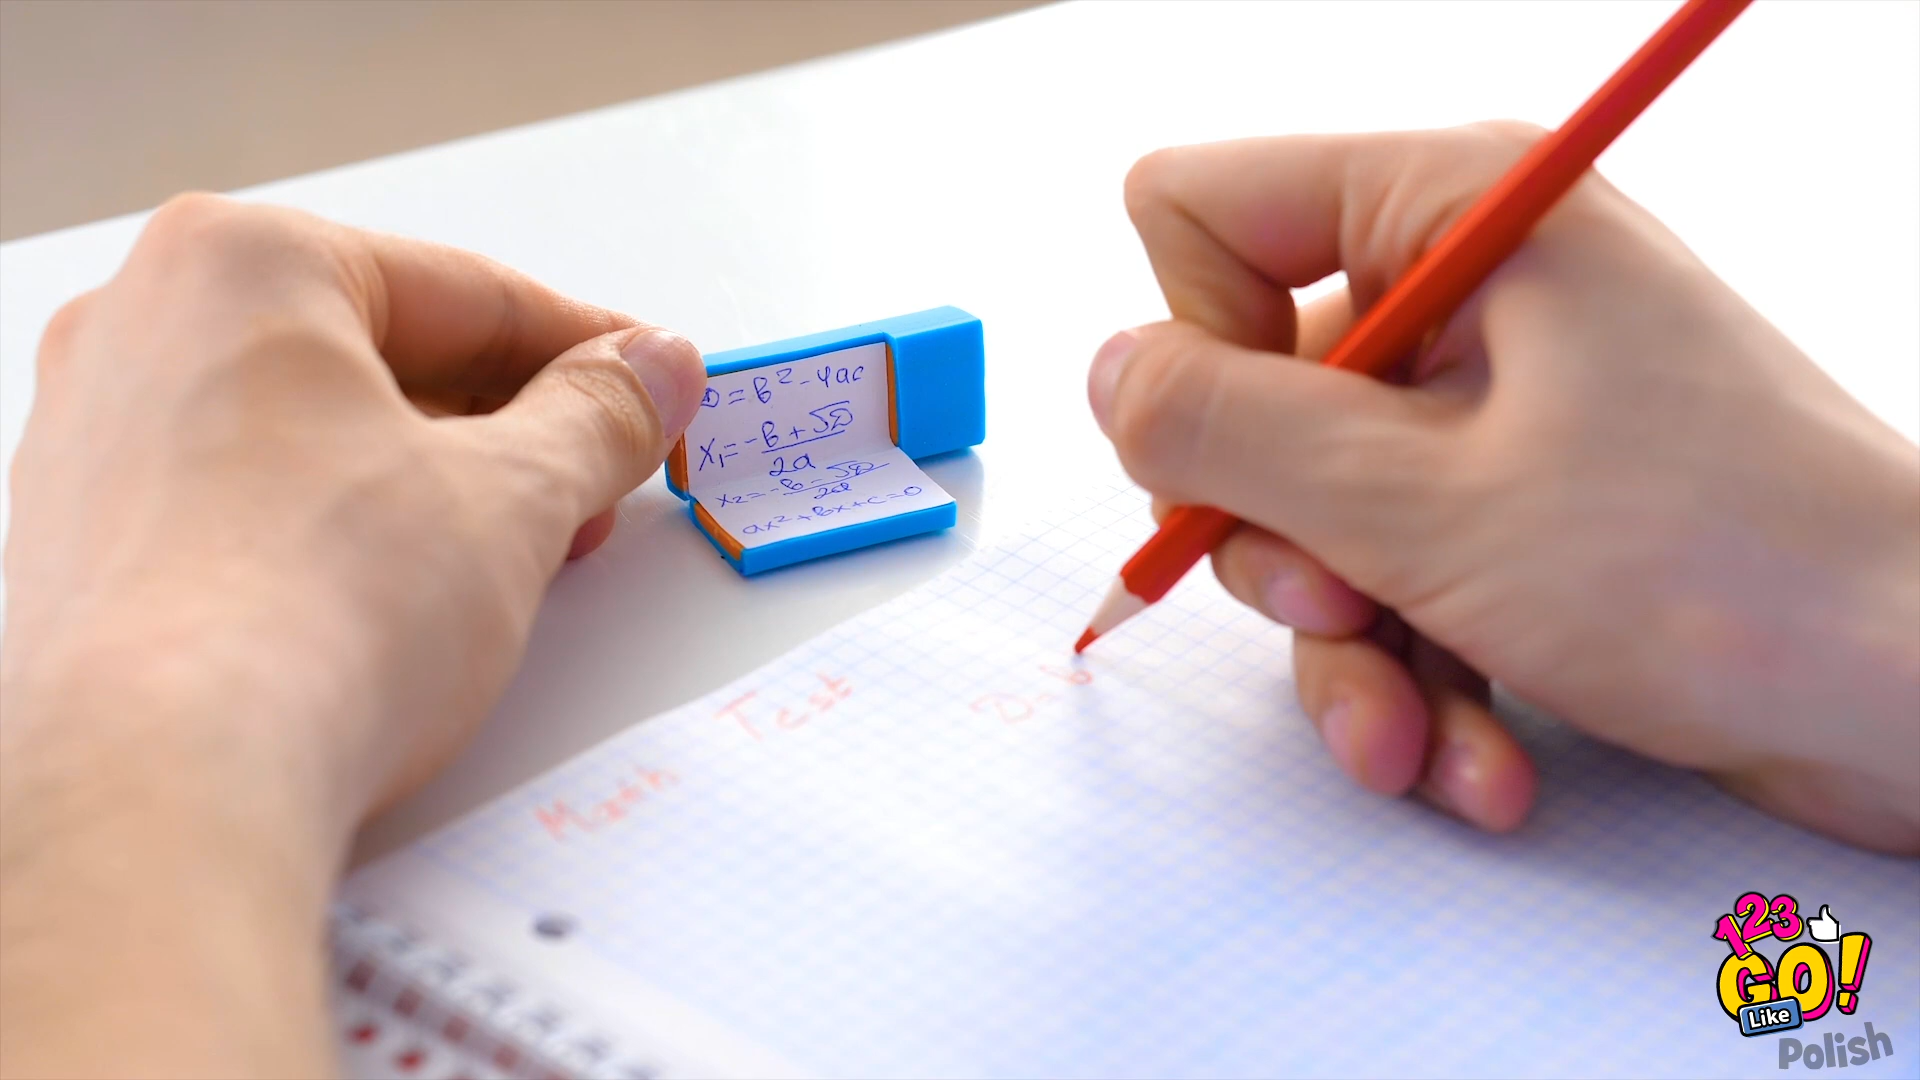 D = b² - 4ac
x₁ = -b + √D / 2a
x₂ = -b - √D / 2a
ax² + bx + c = 0
Math Test
D = b
123
GO!
Like
Polish